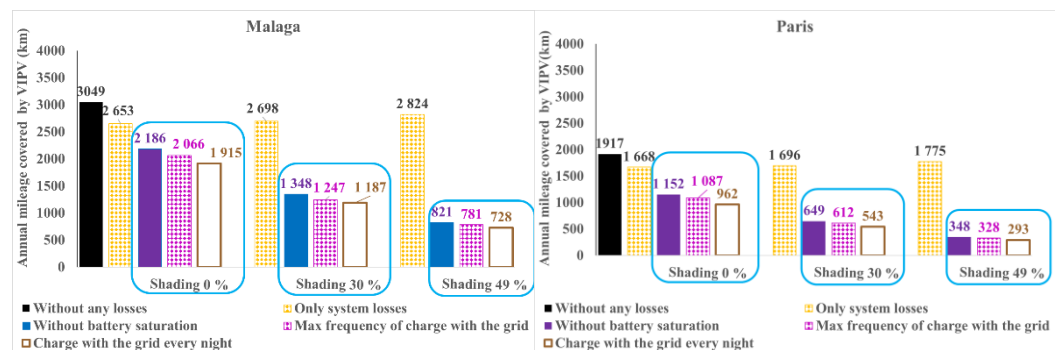 Malaga
Annual mileage covered by VIPV (km)
4000
3500
3000
2500
2000
1500
1000
500
0
3049
2 653
2 186
2 066
1 915
2 698
1 348
1 247
1 187
2 824
821
781
728
Shading 0 %
Shading 30 %
Shading 49 %
Without any losses
Only system losses
Without battery saturation
Max frequency of charge with the grid
Charge with the grid every night
Paris
Annual mileage covered by VIPV (km)
4000
3500
3000
2500
2000
1500
1000
500
0
1917
1 668
1 152
1 087
962
1 696
649
612
543
1 775
348
328
293
Shading 0 %
Shading 30 %
Shading 49 %
Without any losses
Only system losses
Without battery saturation
Max frequency of charge with the grid
Charge with the grid every night